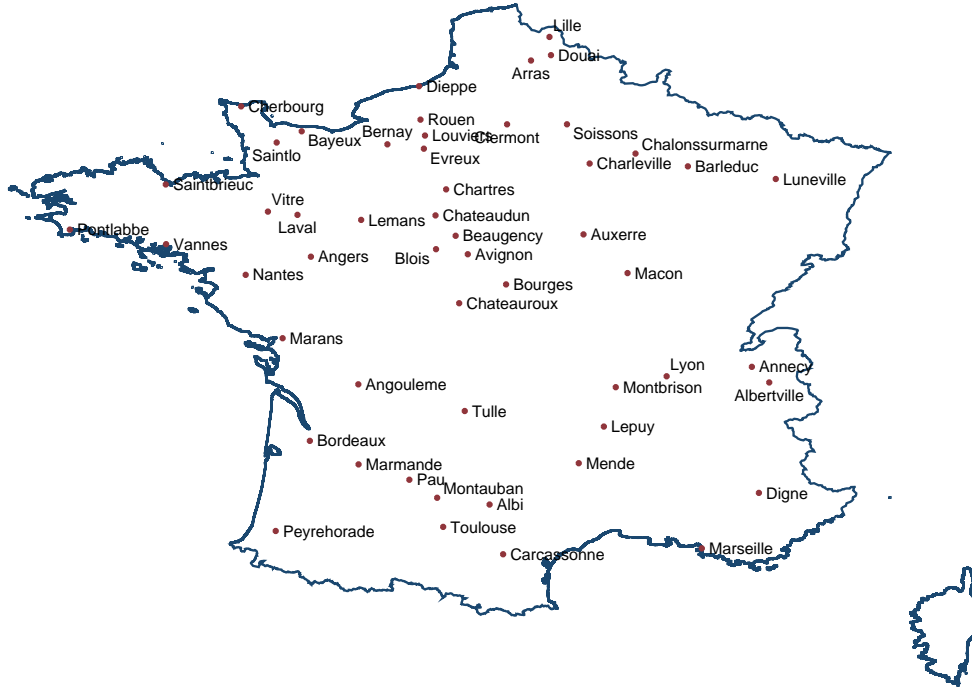 Lille
Douai
Arras
Dieppe
Cherbourg
Rouen
Bernay
Louviers
Clermont
Soissons
Bayeux
Saintlo
Evreux
Chalonssurmarne
Charleville
Barleduc
Luneville
Saintbrieuc
Chartres
Vitre
Laval
Lemans
Chateaudun
Pontlabbe
Vannes
Beaugency
Auxerre
Blois
Avignon
Angers
Nantes
Macon
Bourges
Chateauroux
Marans
Lyon
Annecy
Angouleme
Montbrison
Albertville
Tulle
Lepuy
Bordeaux
Marmande
Mende
Pau
Montauban
Albi
Digne
Peyrehorade
Toulouse
Carcassonne
Marseille